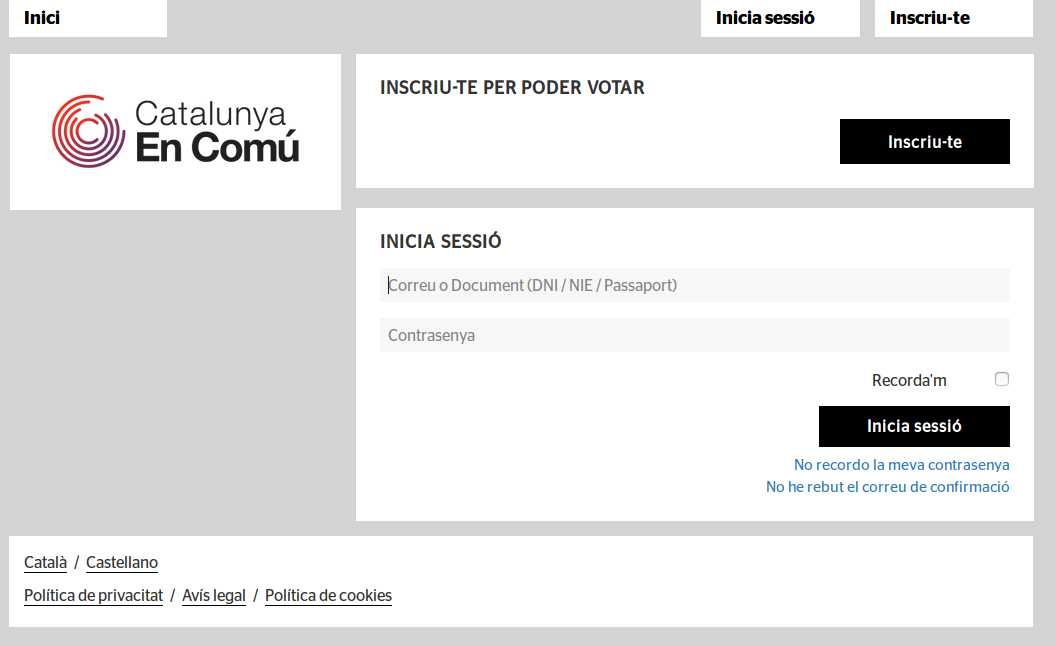 Inici
Inicia sessió
Inscriu-te
Catalunya
En Comú
INSCRIU-TE PER PODER VOTAR
Inscriu-te
INICIA SESSIÓ
Correu o Document (DNI / NIE / Passaport)
Contrasenya
Recorda'm
Inicia sessió
No recordo la meva contrasenya
No he rebut el correu de confirmació
Català / Castellano
Política de privacitat / Avís legal / Política de cookies